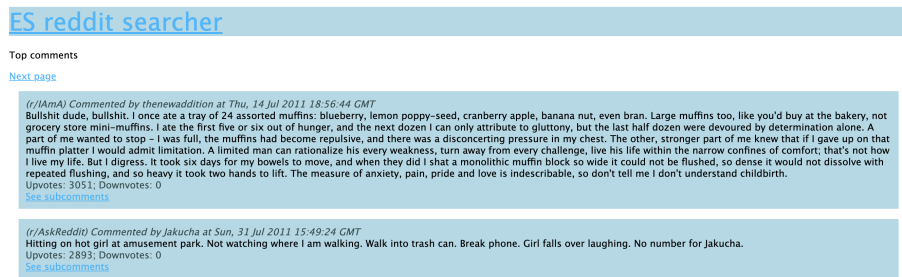 ES reddit searcher
Top comments
Next page
(r/IAmA) Commented by thenewaddition at Thu, 14 Jul 2011 18:56:44 GMT
Bullshit dude, bullshit. I once ate a tray of 24 assorted muffins: blueberry, lemon poppy-seed, cranberry apple, banana nut, even bran. Large muffins too, like you'd buy at the bakery, not
grocery store mini-muffins. I ate the first five or six out of hunger, and the next dozen I can only attribute to gluttony, but the last half dozen were devoured by determination alone. A
part of me wanted to stop - I was full, the muffins had become repulsive, and there was a disconcerting pressure in my chest. The other, stronger part of me knew that if I gave up on that
muffin platter I would admit limitation. A limited man can rationalize his every weakness, turn away from every challenge, live his life within the narrow confines of comfort; that's not how
I live my life. But I digress. It took six days for my bowels to move, and when they did I shat a monolithic muffin block so wide it could not be flushed, so dense it would not dissolve with
repeated flushing, and so heavy it took two hands to lift. The measure of anxiety, pain, pride and love is indescribable, so don't tell me I don't understand childbirth.
Upvotes: 3051; Downvotes: 0
See subcomments
(r/AskReddit) Commented by Jakucha at Sun, 31 Jul 2011 15:49:24 GMT
Hitting on hot girl at amusement park. Not watching where I am walking. Walk into trash can. Break phone. Girl falls over laughing. No number for Jakucha.
Upvotes: 2893; Downvotes: 0
See subcomments